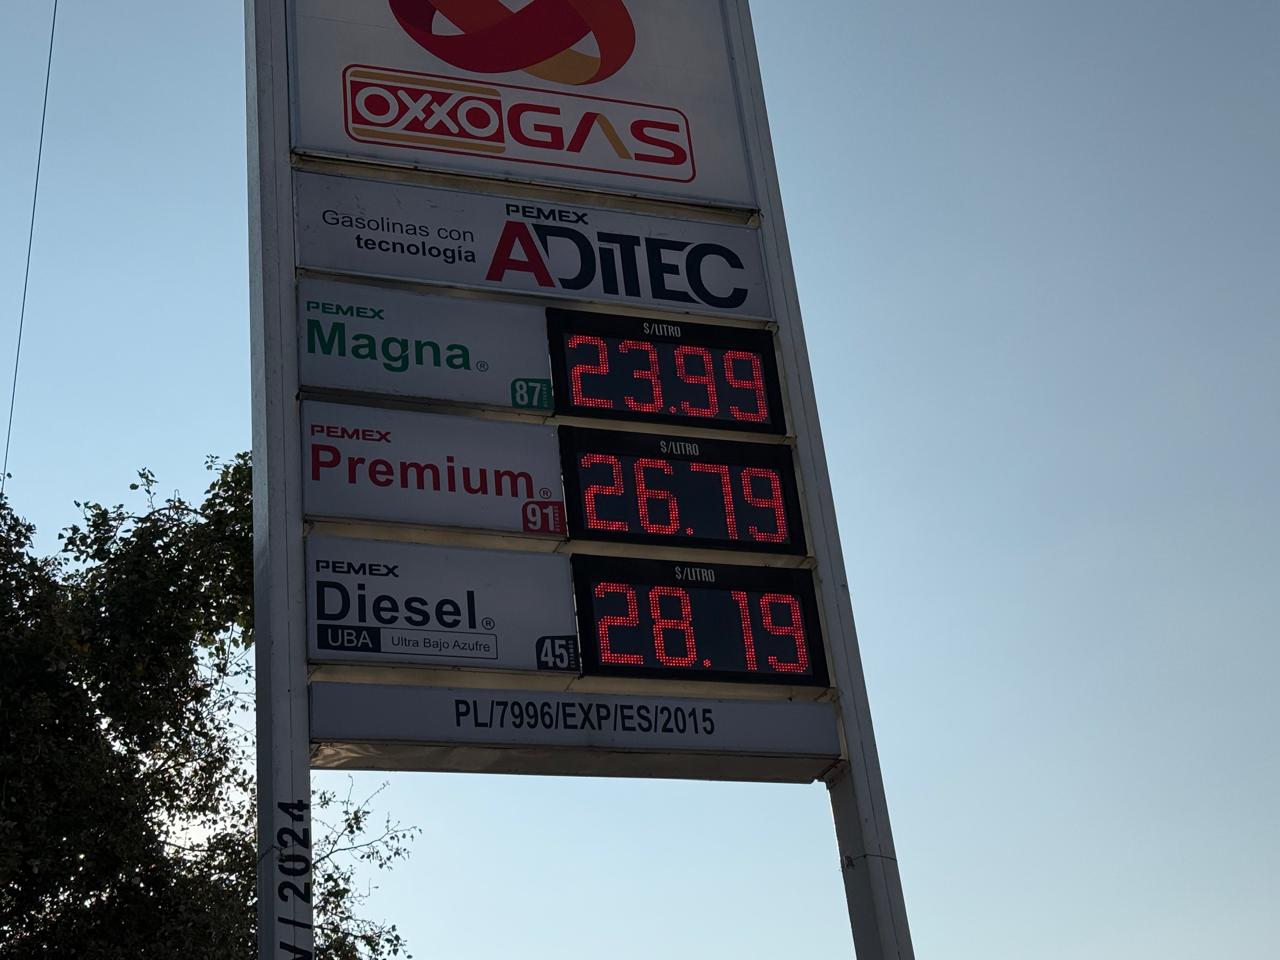 OXXO GAS
Gasolinas con
tecnología
PEMEX
ADiTEC
PEMEX
Magna®
87
$/LITRO
23.99
PEMEX
Premium®
91
$/LITRO
26.79
PEMEX
Diesel®
UBA Ultra Bajo Azufre
45
$/LITRO
28.19
PL/7996/EXP/ES/2015
/ 2024